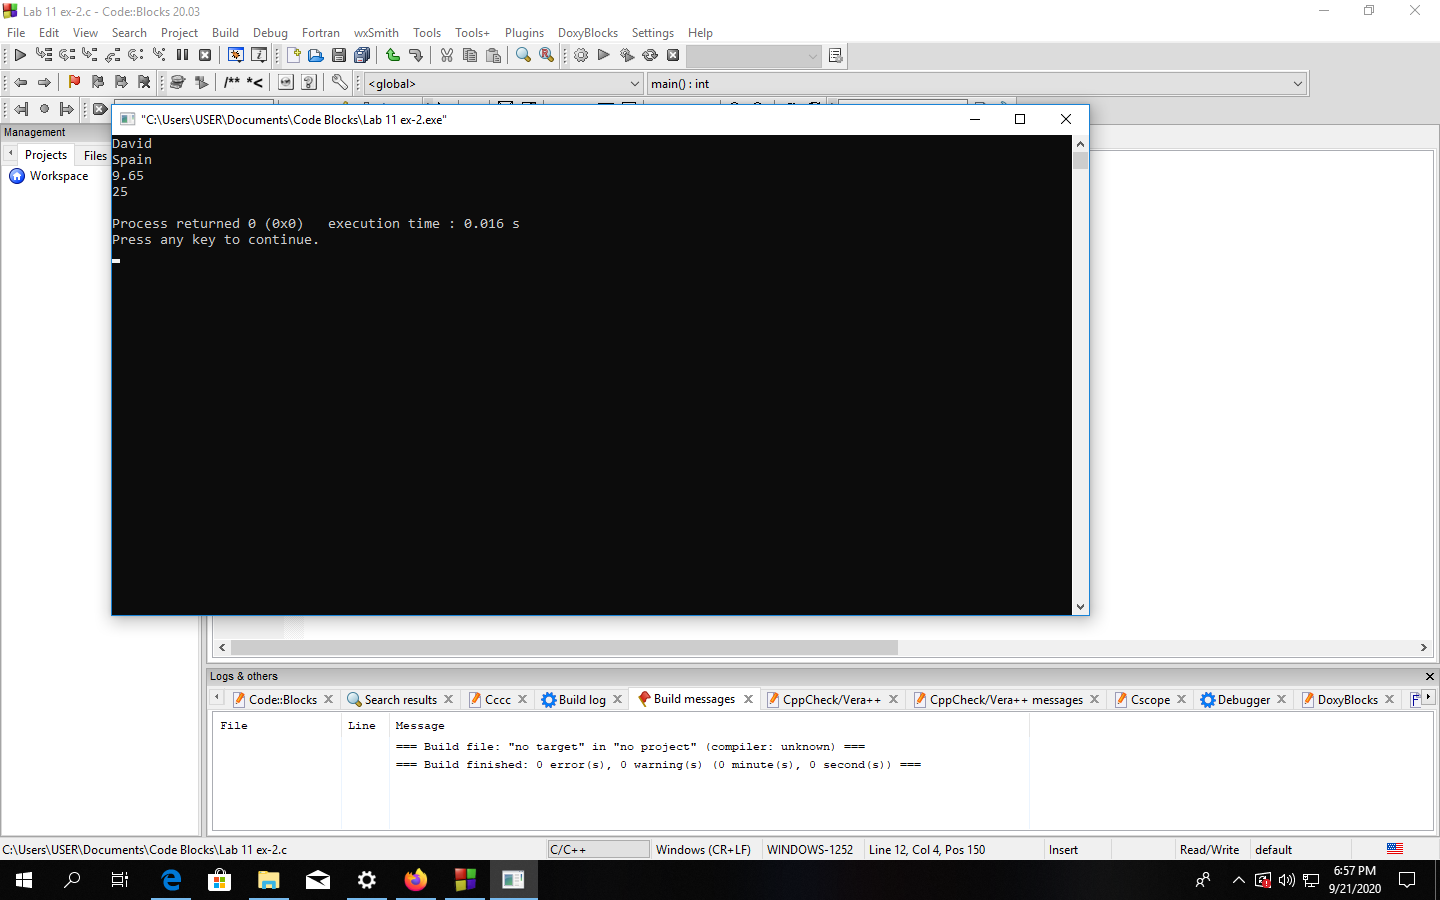 Lab 11 ex-2.c - Code::Blocks 20.03
File Edit View Search Project Build Debug Fortran wxSmith Tools Tools+ Plugins DoxyBlocks Settings Help
/** *<
<global>
main() : int
"C:\Users\USER\Documents\Code Blocks\Lab 11 ex-2.exe"
Management
Projects Files
Workspace
David
Spain
9.65
25
Process returned 0 (0x0)   execution time : 0.016 s
Press any key to continue.
Logs & others
Code::Blocks Search results Cccc Build log Build messages CppCheck/Vera++ CppCheck/Vera++ messages Cscope Debugger DoxyBlocks
File Line Message
=== Build file: "no target" in "no project" (compiler: unknown) ===
=== Build finished: 0 error(s), 0 warning(s) (0 minute(s), 0 second(s)) ===
C:\Users\USER\Documents\Code Blocks\Lab 11 ex-2.c C/C++ Windows (CR+LF) WINDOWS-1252 Line 12, Col 4, Pos 150 Insert Read/Write default
6:57 PM
9/21/2020